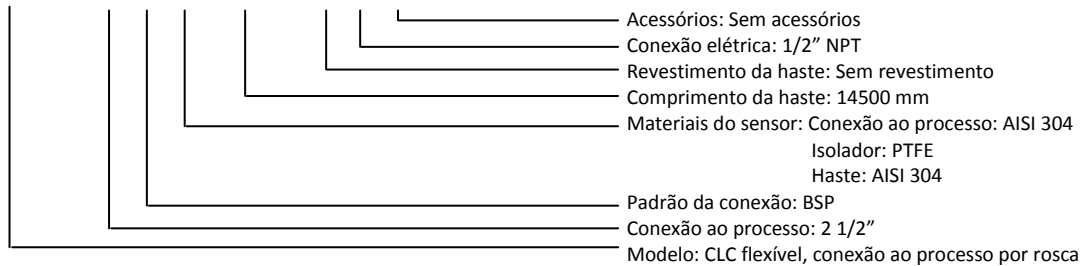 Acessórios: Sem acessórios
Conexão elétrica: 1/2” NPT
Revestimento da haste: Sem revestimento
Comprimento da haste: 14500 mm
Materiais do sensor: Conexão ao processo: AISI 304
Isolador: PTFE
Haste: AISI 304
Padrão da conexão: BSP
Conexão ao processo: 2 1/2”
Modelo: CLC flexível, conexão ao processo por rosca